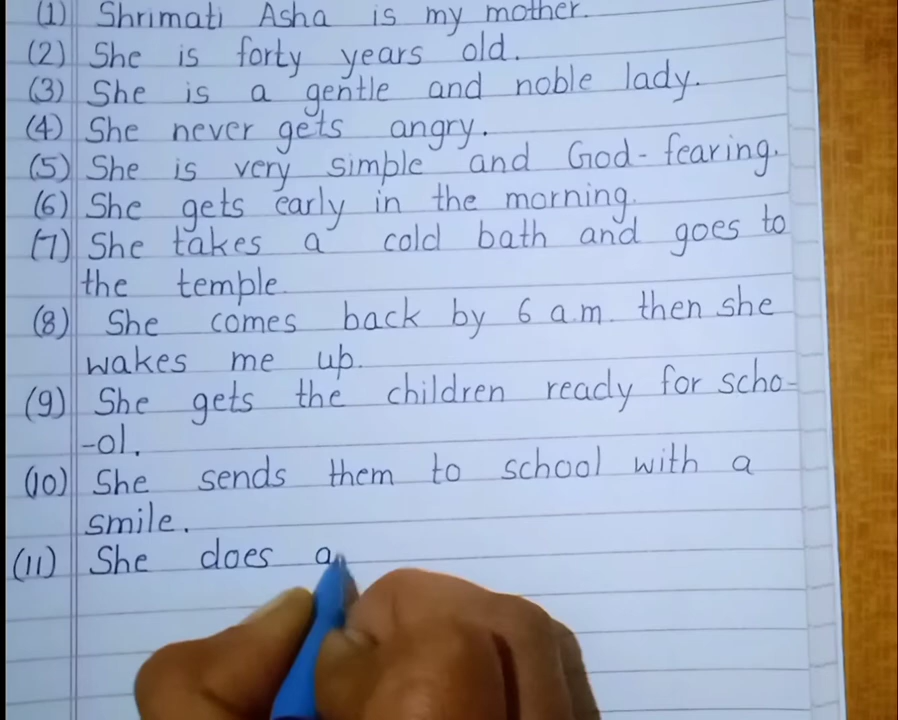 (1) Shrimati Asha is my mother.
(2) She is forty years old.
(3) She is a gentle and noble lady.
(4) She never gets angry.
(5) She is very simple and God-fearing.
(6) She gets early in the morning.
(7) She takes a cold bath and goes to
the temple.
(8) She comes back by 6 a.m. then she
wakes me up.
(9) She gets the children ready for scho-
-ol.
(10) She sends them to school with a
smile.
(11) She does a